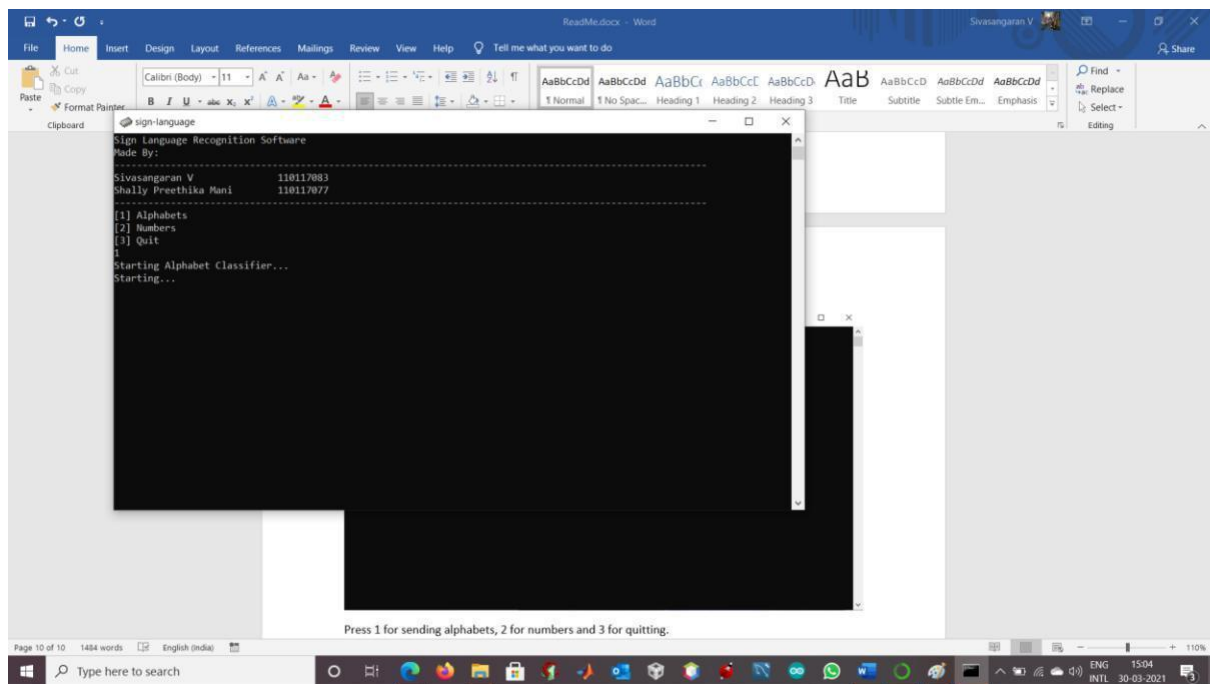 ReadMe.docx - Word
Sivasangaran V
File Home Insert Design Layout References Mailings Review View Help Tell me what you want to do
Share
Cut
Copy
Paste
Format Painter
Clipboard
Calibri (Body) 11
AaBbCcDd AaBbCcDd AaBbCc AaBbCcC AaBbCcD AaB AaBbCcD AaBbCcDd AaBbCcDd
¶ Normal ¶ No Spac... Heading 1 Heading 2 Heading 3 Title Subtitle Subtle Em... Emphasis
Find
Replace
Select
Editing
sign-language
Sign Language Recognition Software
Made By:
Sivasangaran V 110117083
Shally Preethika Mani 110117077
[1] Alphabets
[2] Numbers
[3] Quit
1
Starting Alphabet Classifier...
Starting...
Press 1 for sending alphabets, 2 for numbers and 3 for quitting.
Page 10 of 10 1484 words English (India)
110%
Type here to search
ENG 15:04
INTL 30-03-2021